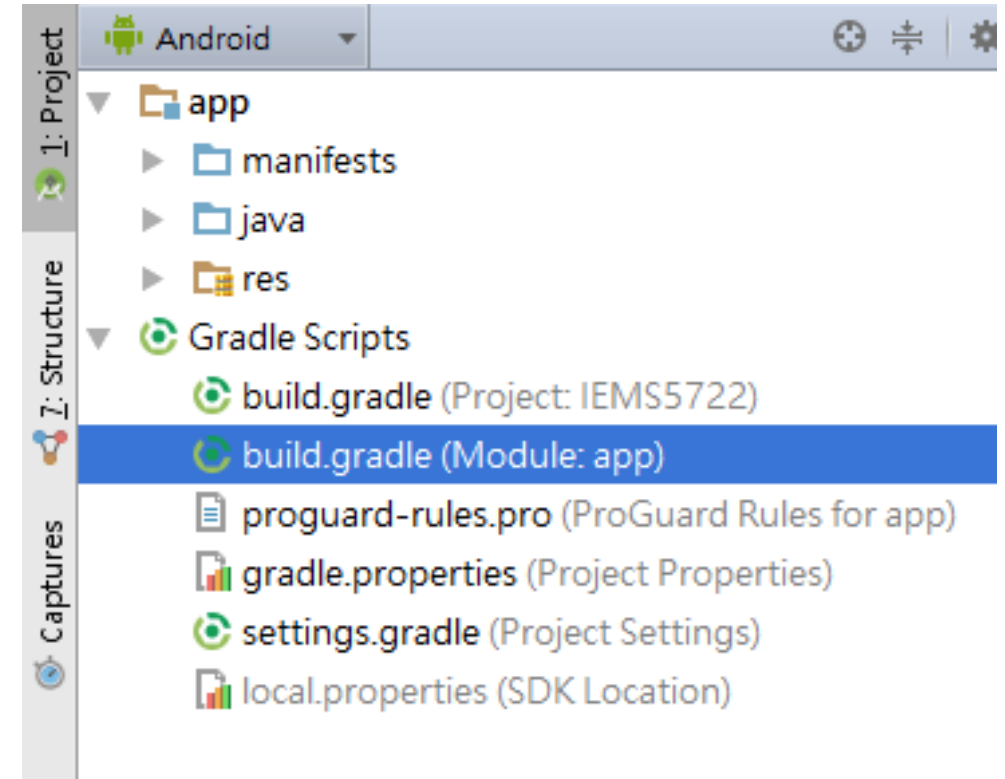 1: Project
7: Structure
Captures
Android
app
manifests
java
res
Gradle Scripts
build.gradle (Project: IEMS5722)
build.gradle (Module: app)
proguard-rules.pro (ProGuard Rules for app)
gradle.properties (Project Properties)
settings.gradle (Project Settings)
local.properties (SDK Location)